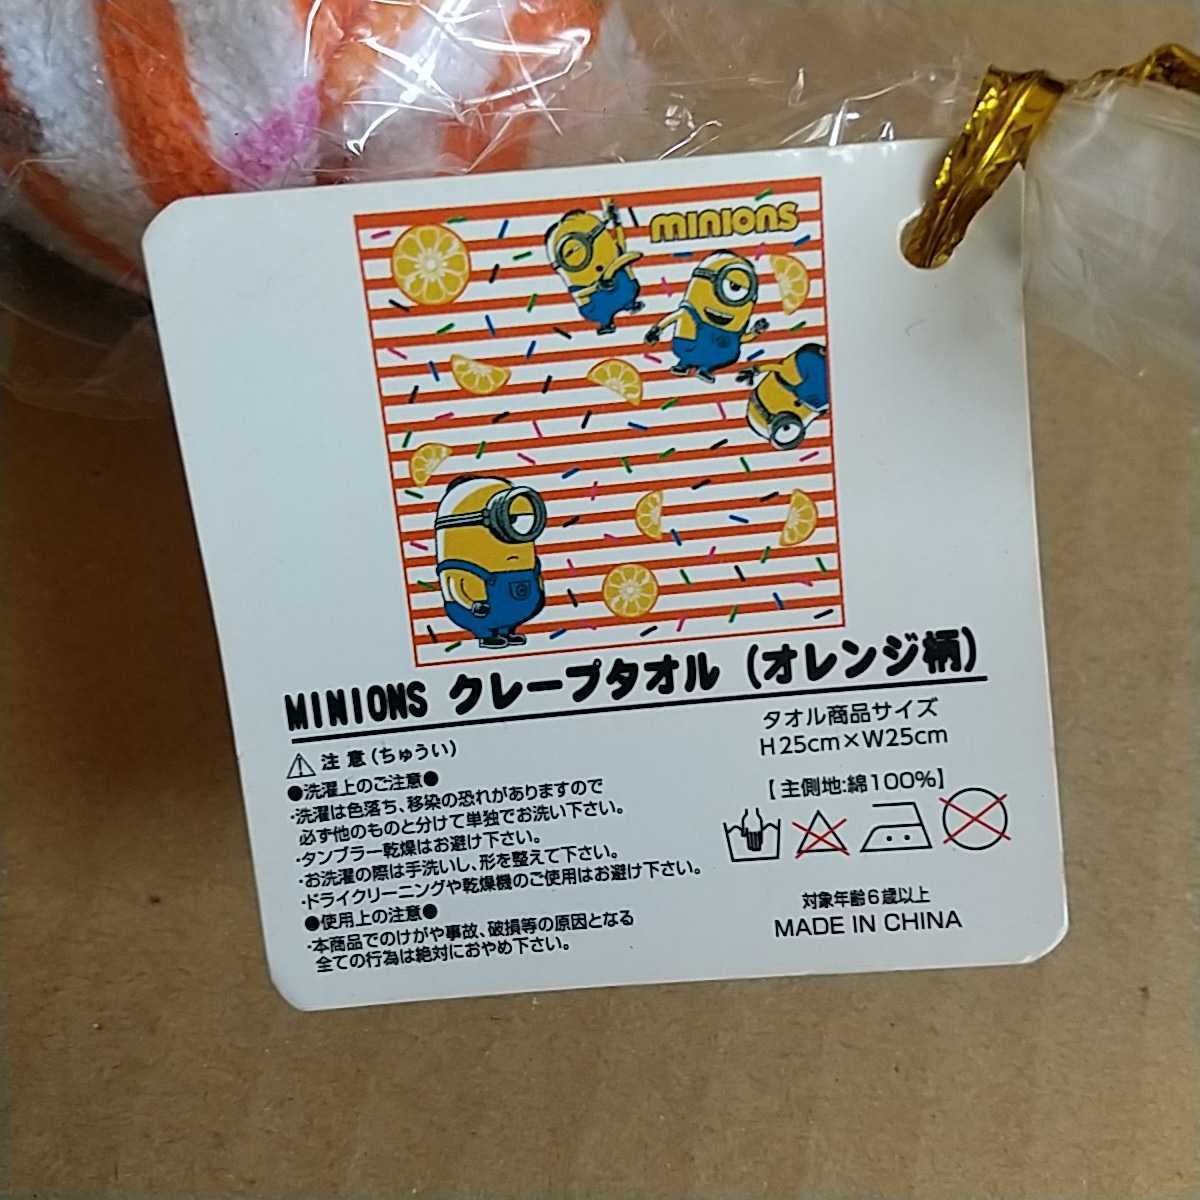 minions
MINIONS クレープタオル (オレンジ柄)
注 意 (ちゅうい)
●洗濯上のご注意●
・洗濯は色落ち、移染の恐れがありますので
必ず他のものと分けて単独でお洗い下さい。
・タンブラー乾燥はお避け下さい。
・お洗濯の際は手洗いし、形を整えて下さい。
・ドライクリーニングや乾燥機のご使用はお避け下さい。
●使用上の注意●
・本商品でのけがや事故、破損等の原因となる
全ての行為は絶対におやめ下さい。
タオル商品サイズ
H25cm×W25cm
【主側地:綿100%】
対象年齢6歳以上
MADE IN CHINA